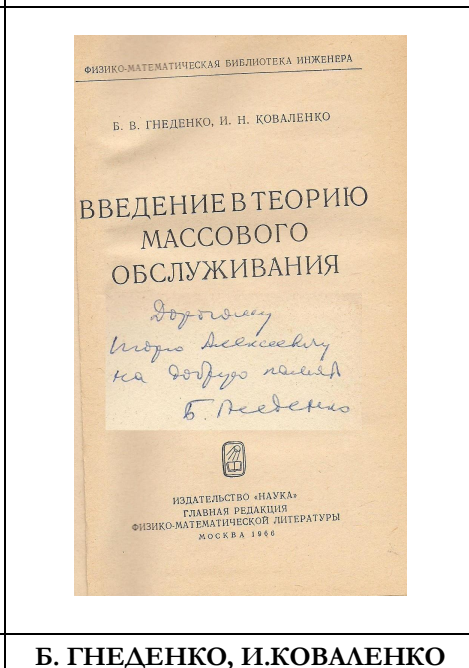 ФИЗИКО-МАТЕМАТИЧЕСКАЯ БИБЛИОТЕКА ИНЖЕНЕРА
Б. В. ГНЕДЕНКО, И. Н. КОВАЛЕНКО
ВВЕДЕНИЕ В ТЕОРИЮ
МАССОВОГО
ОБСЛУЖИВАНИЯ
Дорогому
Игорю Алексеевичу
на добрую память
Б. Гнеденко
ИЗДАТЕЛЬСТВО «НАУКА»
ГЛАВНАЯ РЕДАКЦИЯ
ФИЗИКО-МАТЕМАТИЧЕСКОЙ ЛИТЕРАТУРЫ
МОСКВА 1966
Б. ГНЕДЕНКО, И.КОВАЛЕНКО